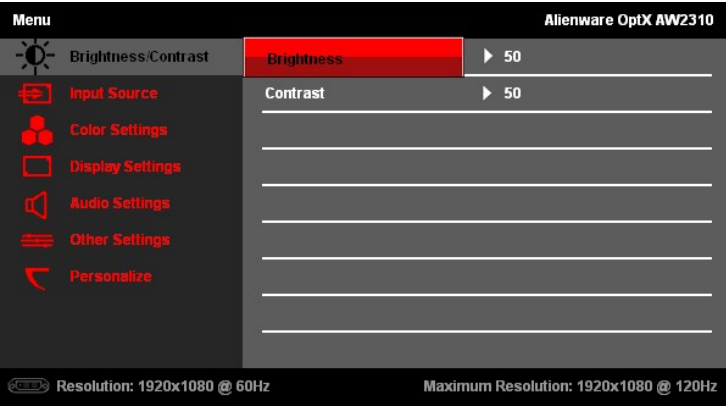 Menu Alienware OptX AW2310
Brightness/Contrast Brightness 50
Input Source Contrast 50
Color Settings
Display Settings
Audio Settings
Other Settings
Personalize
Resolution: 1920x1080 @ 60Hz Maximum Resolution: 1920x1080 @ 120Hz